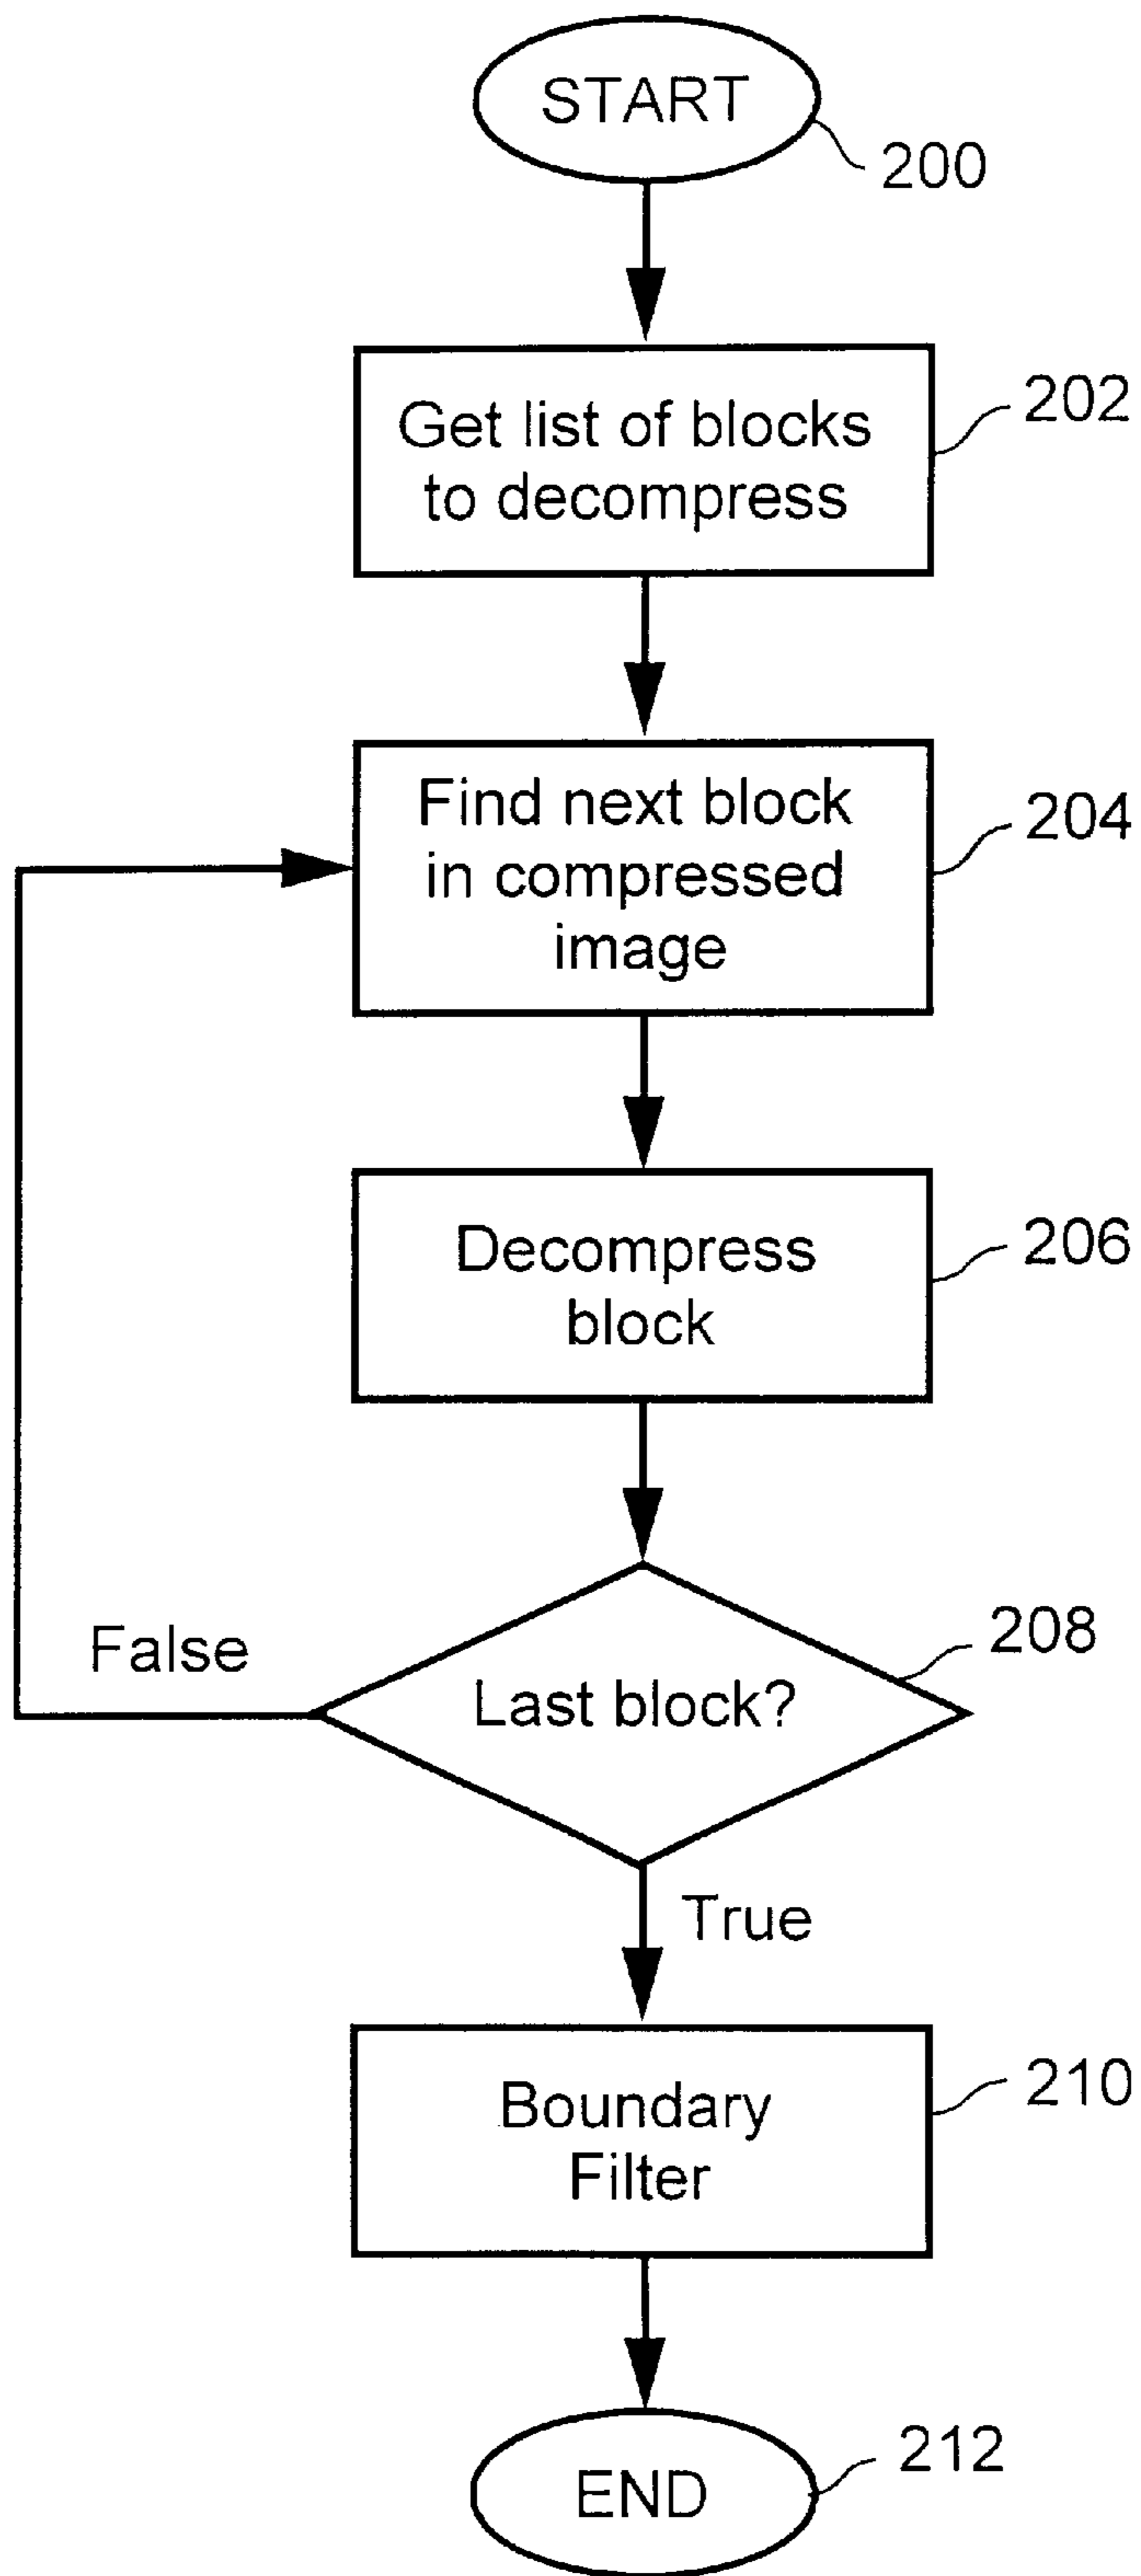 START
200
Get list of blocks
to decompress
202
Find next block
in compressed
image
204
Decompress
block
206
False
Last block?
208
True
Boundary
Filter
210
END
212